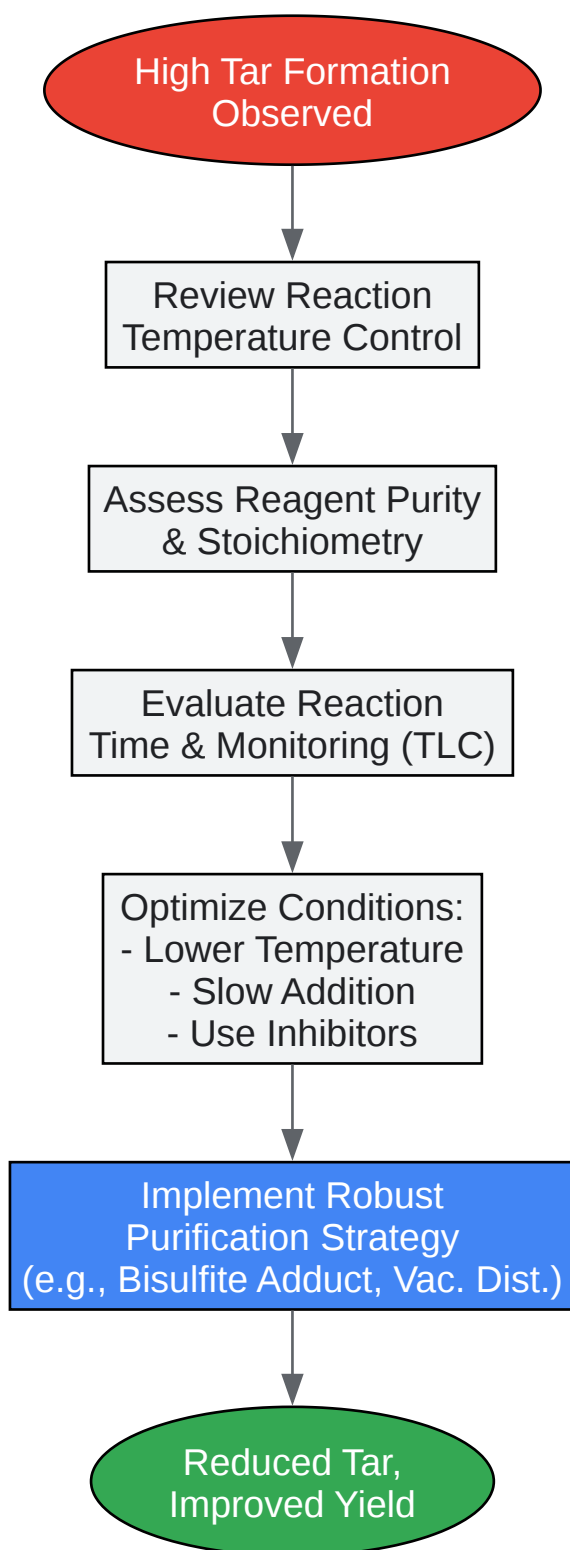 High Tar Formation
Observed
Review Reaction
Temperature Control
Assess Reagent Purity
& Stoichiometry
Evaluate Reaction
Time & Monitoring (TLC)
Optimize Conditions:
- Lower Temperature
- Slow Addition
- Use Inhibitors
Implement Robust
Purification Strategy
(e.g., Bisulfite Adduct, Vac. Dist.)
Reduced Tar,
Improved Yield